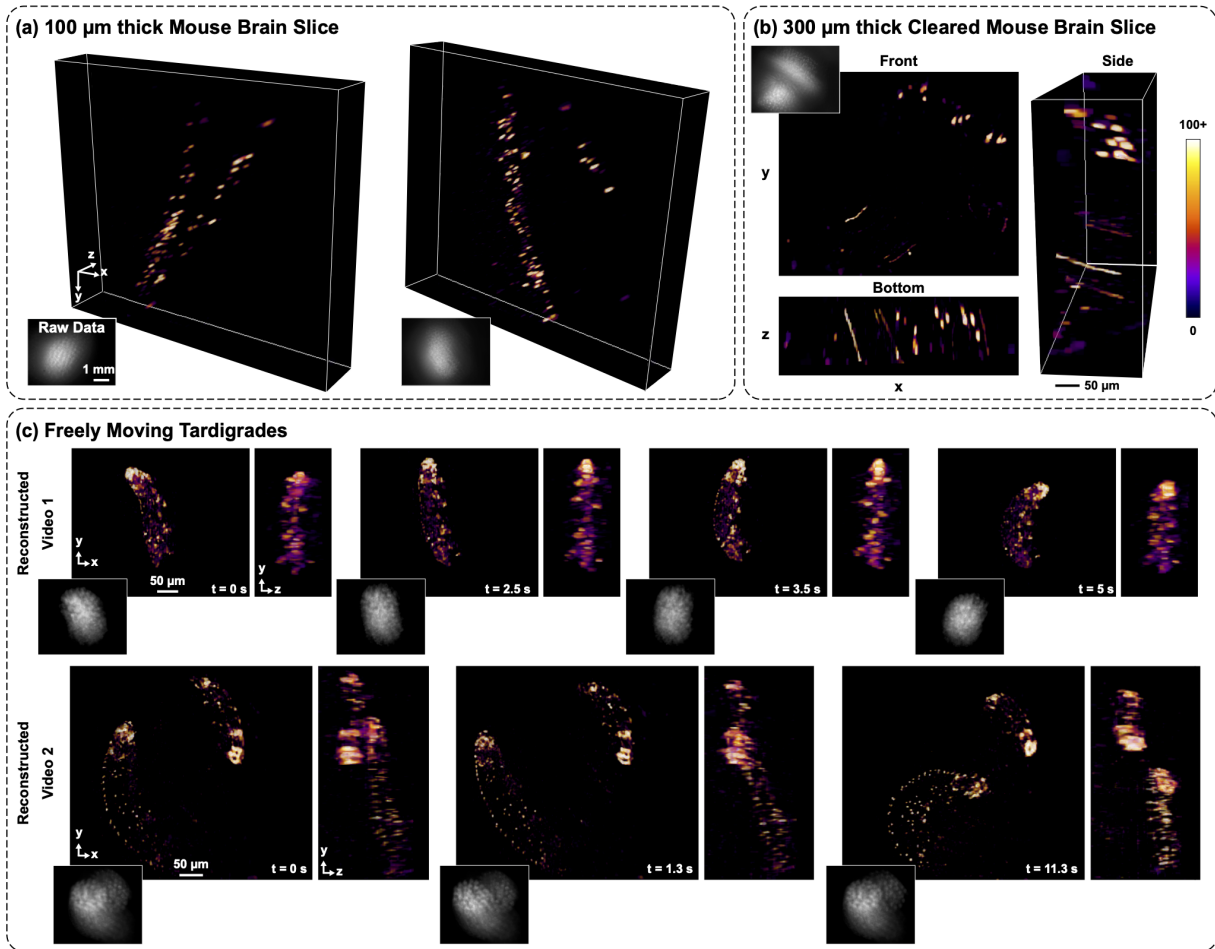 (a) 100 µm thick Mouse Brain Slice
z
x
y
Raw Data
1 mm
(b) 300 µm thick Cleared Mouse Brain Slice
Front
Side
y
100+
0
Bottom
z
x
50 µm
(c) Freely Moving Tardigrades
Reconstructed
Video 1
y
x
50 µm
t = 0 s
y
z
t = 2.5 s
t = 3.5 s
t = 5 s
Reconstructed
Video 2
y
x
50 µm
t = 0 s
y
z
t = 1.3 s
t = 11.3 s